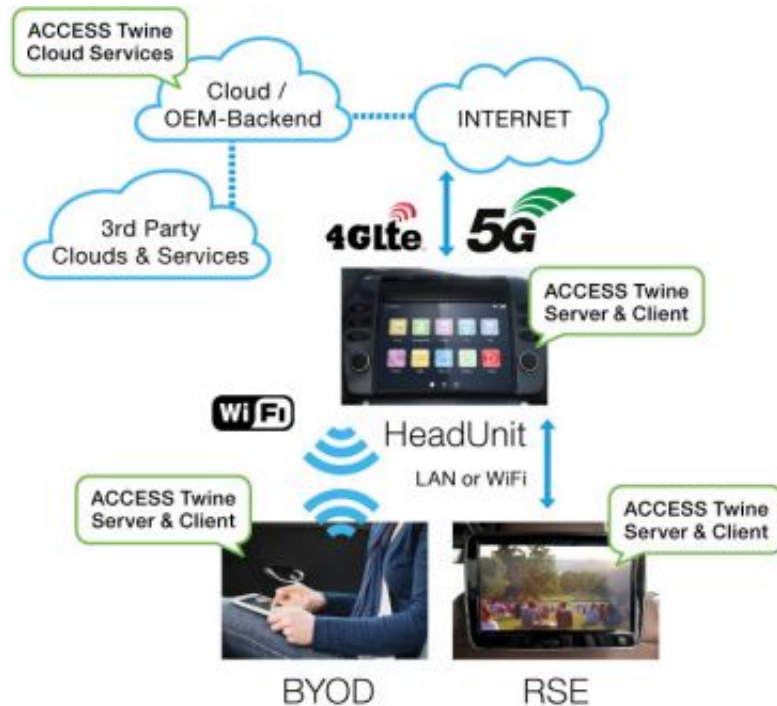 ACCESS Twine
Cloud Services
Cloud /
OEM-Backend
INTERNET
3rd Party
Clouds & Services
4GLte
5G
ACCESS Twine
Server & Client
WiFi
HeadUnit
LAN or WiFi
ACCESS Twine
Server & Client
ACCESS Twine
Server & Client
BYOD
RSE